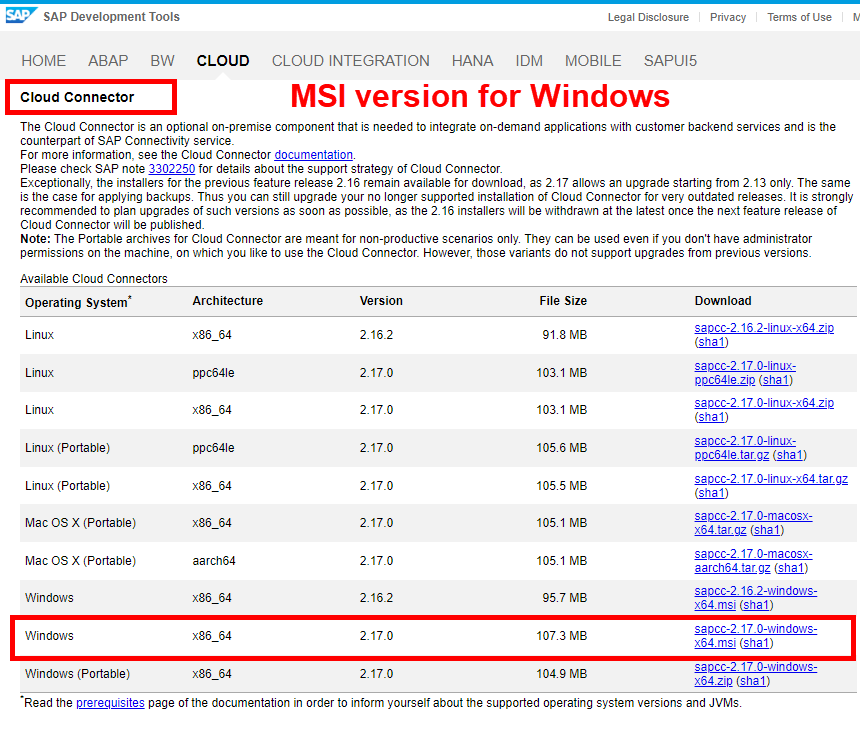 SAP SAP Development Tools
Legal Disclosure Privacy Terms of Use
HOME ABAP BW CLOUD CLOUD INTEGRATION HANA IDM MOBILE SAPUI5
Cloud Connector
MSI version for Windows
The Cloud Connector is an optional on-premise component that is needed to integrate on-demand applications with customer backend services and is the
counterpart of SAP Connectivity service.
For more information, see the Cloud Connector documentation.
Please check SAP note 3302250 for details about the support strategy of Cloud Connector.
Exceptionally, the installers for the previous feature release 2.16 remain available for download, as 2.17 allows an upgrade starting from 2.13 only. The same
is the case for applying backups. Thus you can still upgrade your no longer supported installation of Cloud Connector for very outdated releases. It is strongly
recommended to plan upgrades of such versions as soon as possible, as the 2.16 installers will be withdrawn at the latest once the next feature release of
Cloud Connector will be published.
Note: The Portable archives for Cloud Connector are meant for non-productive scenarios only. They can be used even if you don't have administrator
permissions on the machine, on which you like to use the Cloud Connector. However, those variants do not support upgrades from previous versions.
Available Cloud Connectors
Operating System* Architecture Version File Size Download
Linux x86_64 2.16.2 91.8 MB sapcc-2.16.2-linux-x64.zip
(sha1)
Linux ppc64le 2.17.0 103.1 MB sapcc-2.17.0-linux-
ppc64le.zip (sha1)
Linux x86_64 2.17.0 103.1 MB sapcc-2.17.0-linux-x64.zip
(sha1)
Linux (Portable) ppc64le 2.17.0 105.6 MB sapcc-2.17.0-linux-
ppc64le.tar.gz (sha1)
Linux (Portable) x86_64 2.17.0 105.5 MB sapcc-2.17.0-linux-x64.tar.gz
(sha1)
Mac OS X (Portable) x86_64 2.17.0 105.1 MB sapcc-2.17.0-macosx-
x64.tar.gz (sha1)
Mac OS X (Portable) aarch64 2.17.0 105.1 MB sapcc-2.17.0-macosx-
aarch64.tar.gz (sha1)
Windows x86_64 2.16.2 95.7 MB sapcc-2.16.2-windows-
x64.msi (sha1)
Windows x86_64 2.17.0 107.3 MB sapcc-2.17.0-windows-
x64.msi (sha1)
Windows (Portable) x86_64 2.17.0 104.9 MB sapcc-2.17.0-windows-
x64.zip (sha1)
*Read the prerequisites page of the documentation in order to inform yourself about the supported operating system versions and JVMs.